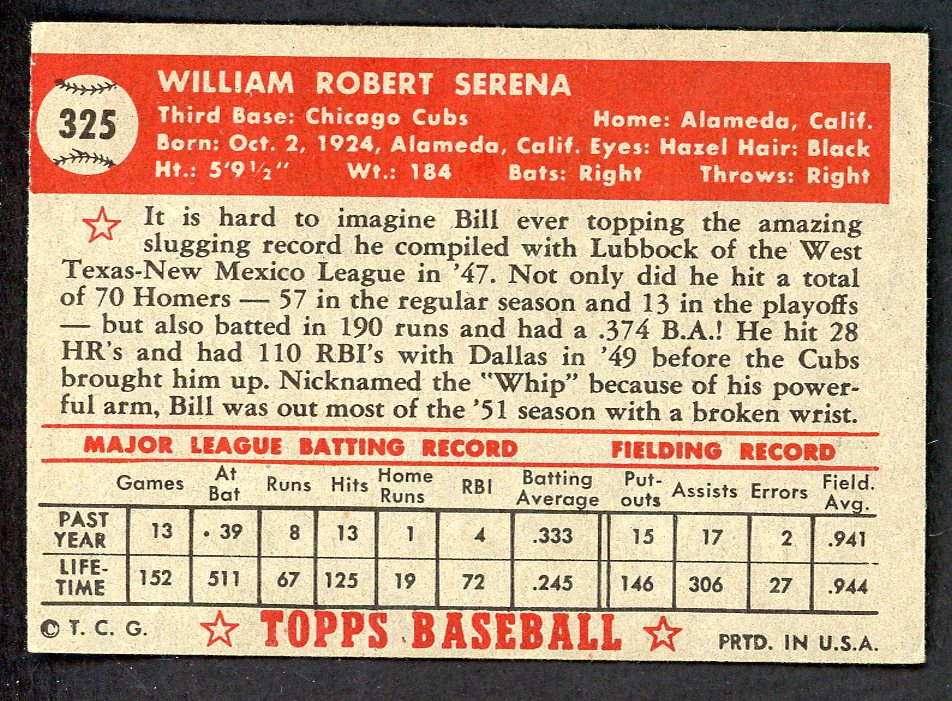 325
WILLIAM ROBERT SERENA
Third Base: Chicago Cubs Home: Alameda, Calif.
Born: Oct. 2, 1924, Alameda, Calif. Eyes: Hazel Hair: Black
Ht.: 5'9½" Wt.: 184 Bats: Right Throws: Right
It is hard to imagine Bill ever topping the amazing
slugging record he compiled with Lubbock of the West
Texas-New Mexico League in '47. Not only did he hit a total
of 70 Homers — 57 in the regular season and 13 in the playoffs
— but also batted in 190 runs and had a .374 B.A.! He hit 28
HR's and had 110 RBI's with Dallas in '49 before the Cubs
brought him up. Nicknamed the "Whip" because of his power-
ful arm, Bill was out most of the '51 season with a broken wrist.
MAJOR LEAGUE BATTING RECORD FIELDING RECORD
Games At Bat Runs Hits Home Runs RBI Batting Average Put-outs Assists Errors Field. Avg.
PAST YEAR 13 39 8 13 1 4 .333 15 17 2 .941
LIFE-TIME 152 511 67 125 19 72 .245 146 306 27 .944
© T. C. G. TOPPS BASEBALL PRTD. IN U.S.A.